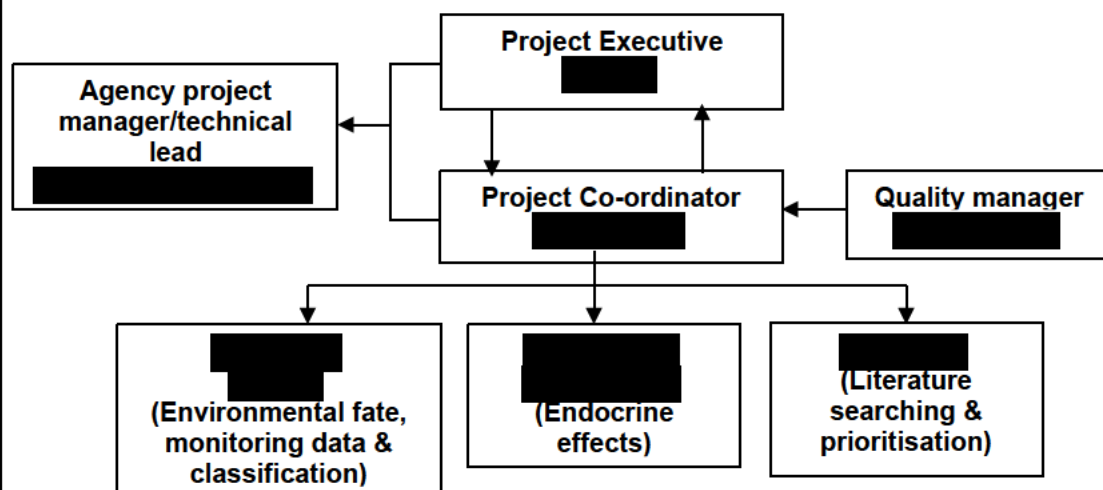 Project Executive
Agency project
manager/technical
lead
Project Co-ordinator
Quality manager
(Environmental fate,
monitoring data &
classification)
(Endocrine
effects)
(Literature
searching &
prioritisation)